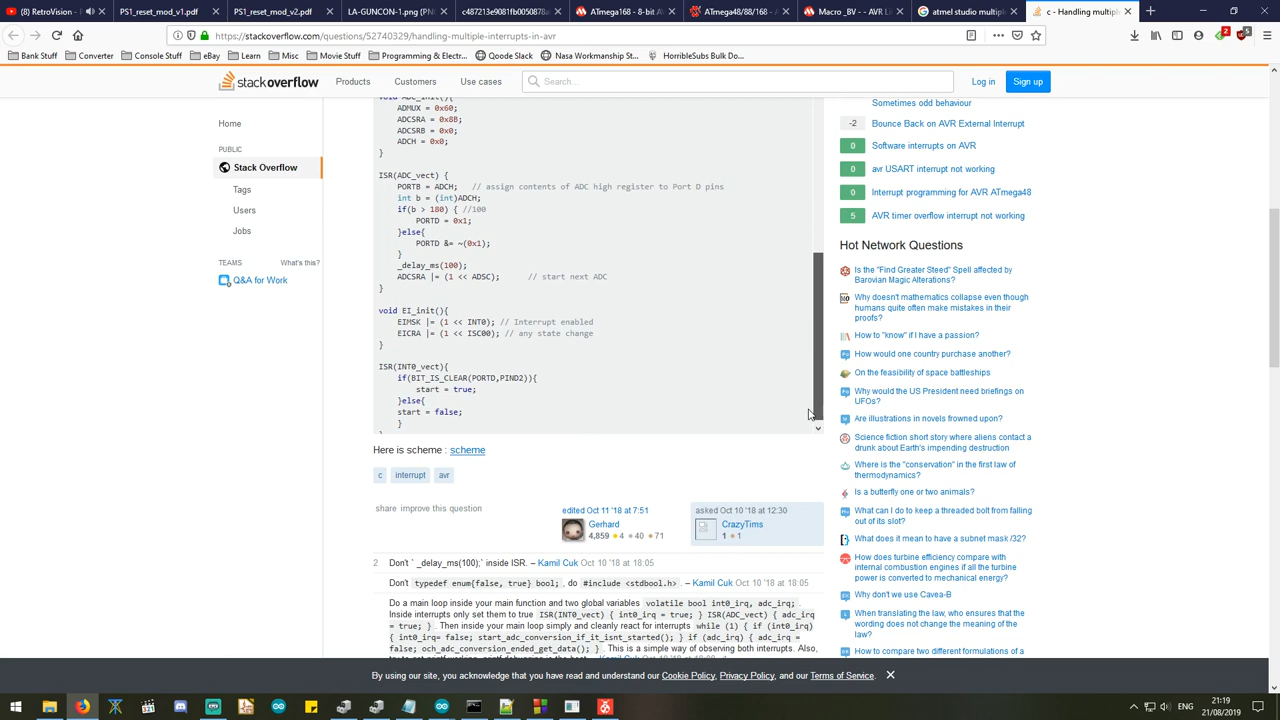 (8) RetroVision - P
PS1_reset_mod_v1.pdf
PS1_reset_mod_v2.pdf
LA-GUNCON-1.png (PN
c487213e9081fb0050878a
ATmega168 - 8-bit AV
ATmega48/88/168 - A
Macro _BV - - AVR Li
atmel studio multiple
c - Handling multiple
https://stackoverflow.com/questions/52740329/handling-multiple-interrupts-in-avr
Bank Stuff
Converter
Console Stuff
eBay
Learn
Misc
Movie Stuff
Programming & Electr...
Qoode Slack
Nasa Workmanship St...
HorribleSubs Bulk Do...
stackoverflow
Products
Customers
Use cases
Search...
Log in
Sign up
Home
PUBLIC
Stack Overflow
Tags
Users
Jobs
TEAMS
What's this?
Q&A for Work
void ADC_init(){
ADMUX = 0x60;
ADCSRA = 0x8B;
ADCSRB = 0x0;
ADCH = 0x0;
}
ISR(ADC_vect) {
PORTB = ADCH; // assign contents of ADC high register to Port D pins
int b = (int)ADCH;
if(b > 180) { //100
PORTD = 0x1;
}else{
PORTD &= ~(0x1);
}
_delay_ms(100);
ADCSRA |= (1 << ADSC); // start next ADC
}
void EI_init(){
EIMSK |= (1 << INT0); // Interrupt enabled
EICRA |= (1 << ISC00); // any state change
}
ISR(INT0_vect){
if(BIT_IS_CLEAR(PORTD,PIND2)){
start = true;
}else{
start = false;
}
Here is scheme : scheme
c
interrupt
avr
share improve this question
edited Oct 11 '18 at 7:51
Gerhard
4,859 4 40 71
asked Oct 10 '18 at 12:30
CrazyTims
1 1
2 Don't ` _delay_ms(100);` inside ISR. – Kamil Cuk Oct 10 '18 at 18:05
Don't typedef enum{false, true} bool;, do #include <stdbool.h>. – Kamil Cuk Oct 10 '18 at 18:05
Do a main loop inside your main function and two global variables volatile bool int0_irq, adc_irq;.
Inside interrupts only set them to true ISR(INT0_vect) { int0_irq = true; } ISR(ADC_vect) { adc_irq
= true; }. Then inside your main loop simply and cleanly react for interrupts while (1) { if (int0_irq)
{ int0_irq= false; start_adc_conversion_if_it_isnt_started(); } if (adc_irq) { adc_irq =
false; och_adc_conversion_ended_get_data(); }. This is a simple way of observing both interrupts. Also,
Sometimes odd behaviour
-2 Bounce Back on AVR External Interrupt
0 Software interrupts on AVR
0 avr USART interrupt not working
0 Interrupt programming for AVR ATmega48
5 AVR timer overflow interrupt not working
Hot Network Questions
Is the "Find Greater Steed" Spell affected by
Barovian Magic Alterations?
Why doesn't mathematics collapse even though
humans quite often make mistakes in their
proofs?
How to "know" if I have a passion?
How would one country purchase another?
On the feasibility of space battleships
Why would the US President need briefings on
UFOs?
Are illustrations in novels frowned upon?
Science fiction short story where aliens contact a
drunk about Earth's impending destruction
Where is the "conservation" in the first law of
thermodynamics?
Is a butterfly one or two animals?
What can I do to keep a threaded bolt from falling
out of its slot?
What does it mean to have a subnet mask /32?
How does turbine efficiency compare with
internal combustion engines if all the turbine
power is converted to mechanical energy?
Why don't we use Cavea-B
When translating the law, who ensures that the
wording does not change the meaning of the
law?
How to compare two different formulations of a
By using our site, you acknowledge that you have read and understand our Cookie Policy, Privacy Policy, and our Terms of Service.
ENG
21:19
21/08/2019